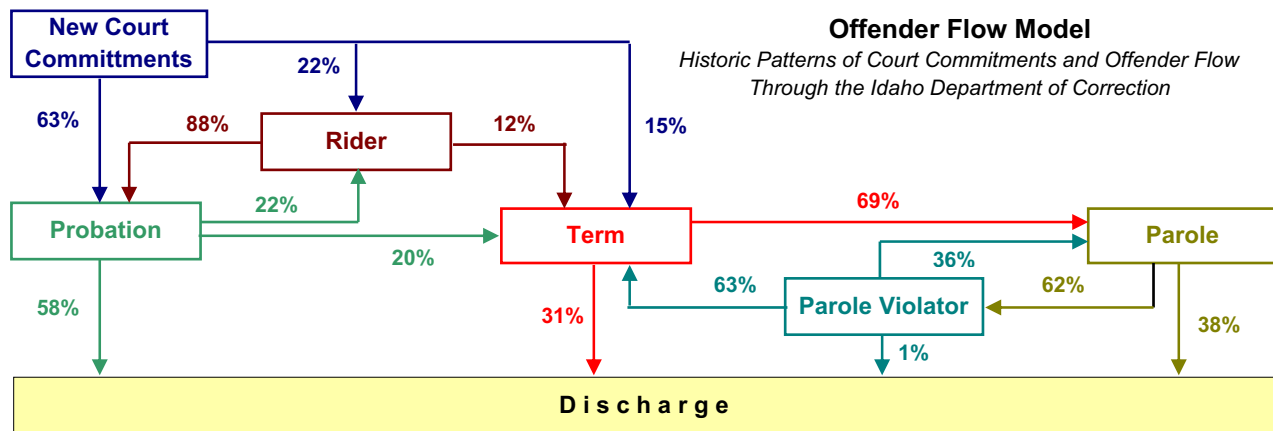 New Court
Committments
Offender Flow Model
Historic Patterns of Court Commitments and Offender Flow
Through the Idaho Department of Correction
22%
63%
88%
Rider
12%
15%
Probation
22%
20%
Term
69%
Parole
36%
63%
Parole Violator
62%
58%
31%
1%
38%
Discharge